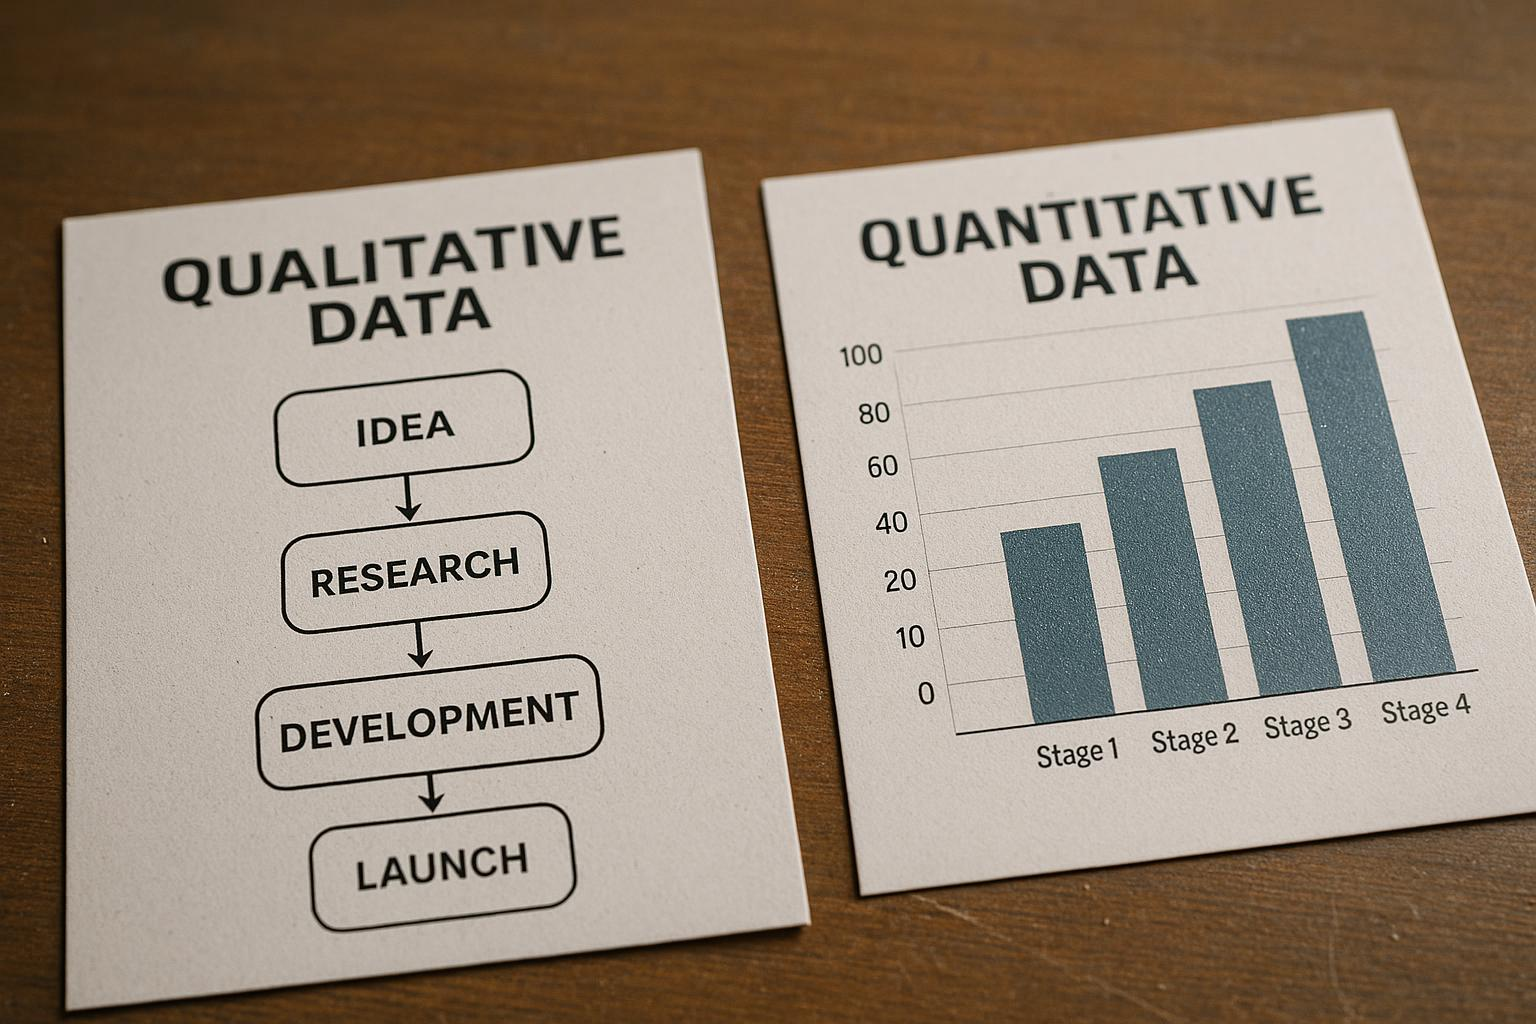 QUALITATIVE
DATA
IDEA
RESEARCH
DEVELOPMENT
LAUNCH
QUANTITATIVE
DATA
100
80
60
40
20
10
0
Stage 1
Stage 2
Stage 3
Stage 4